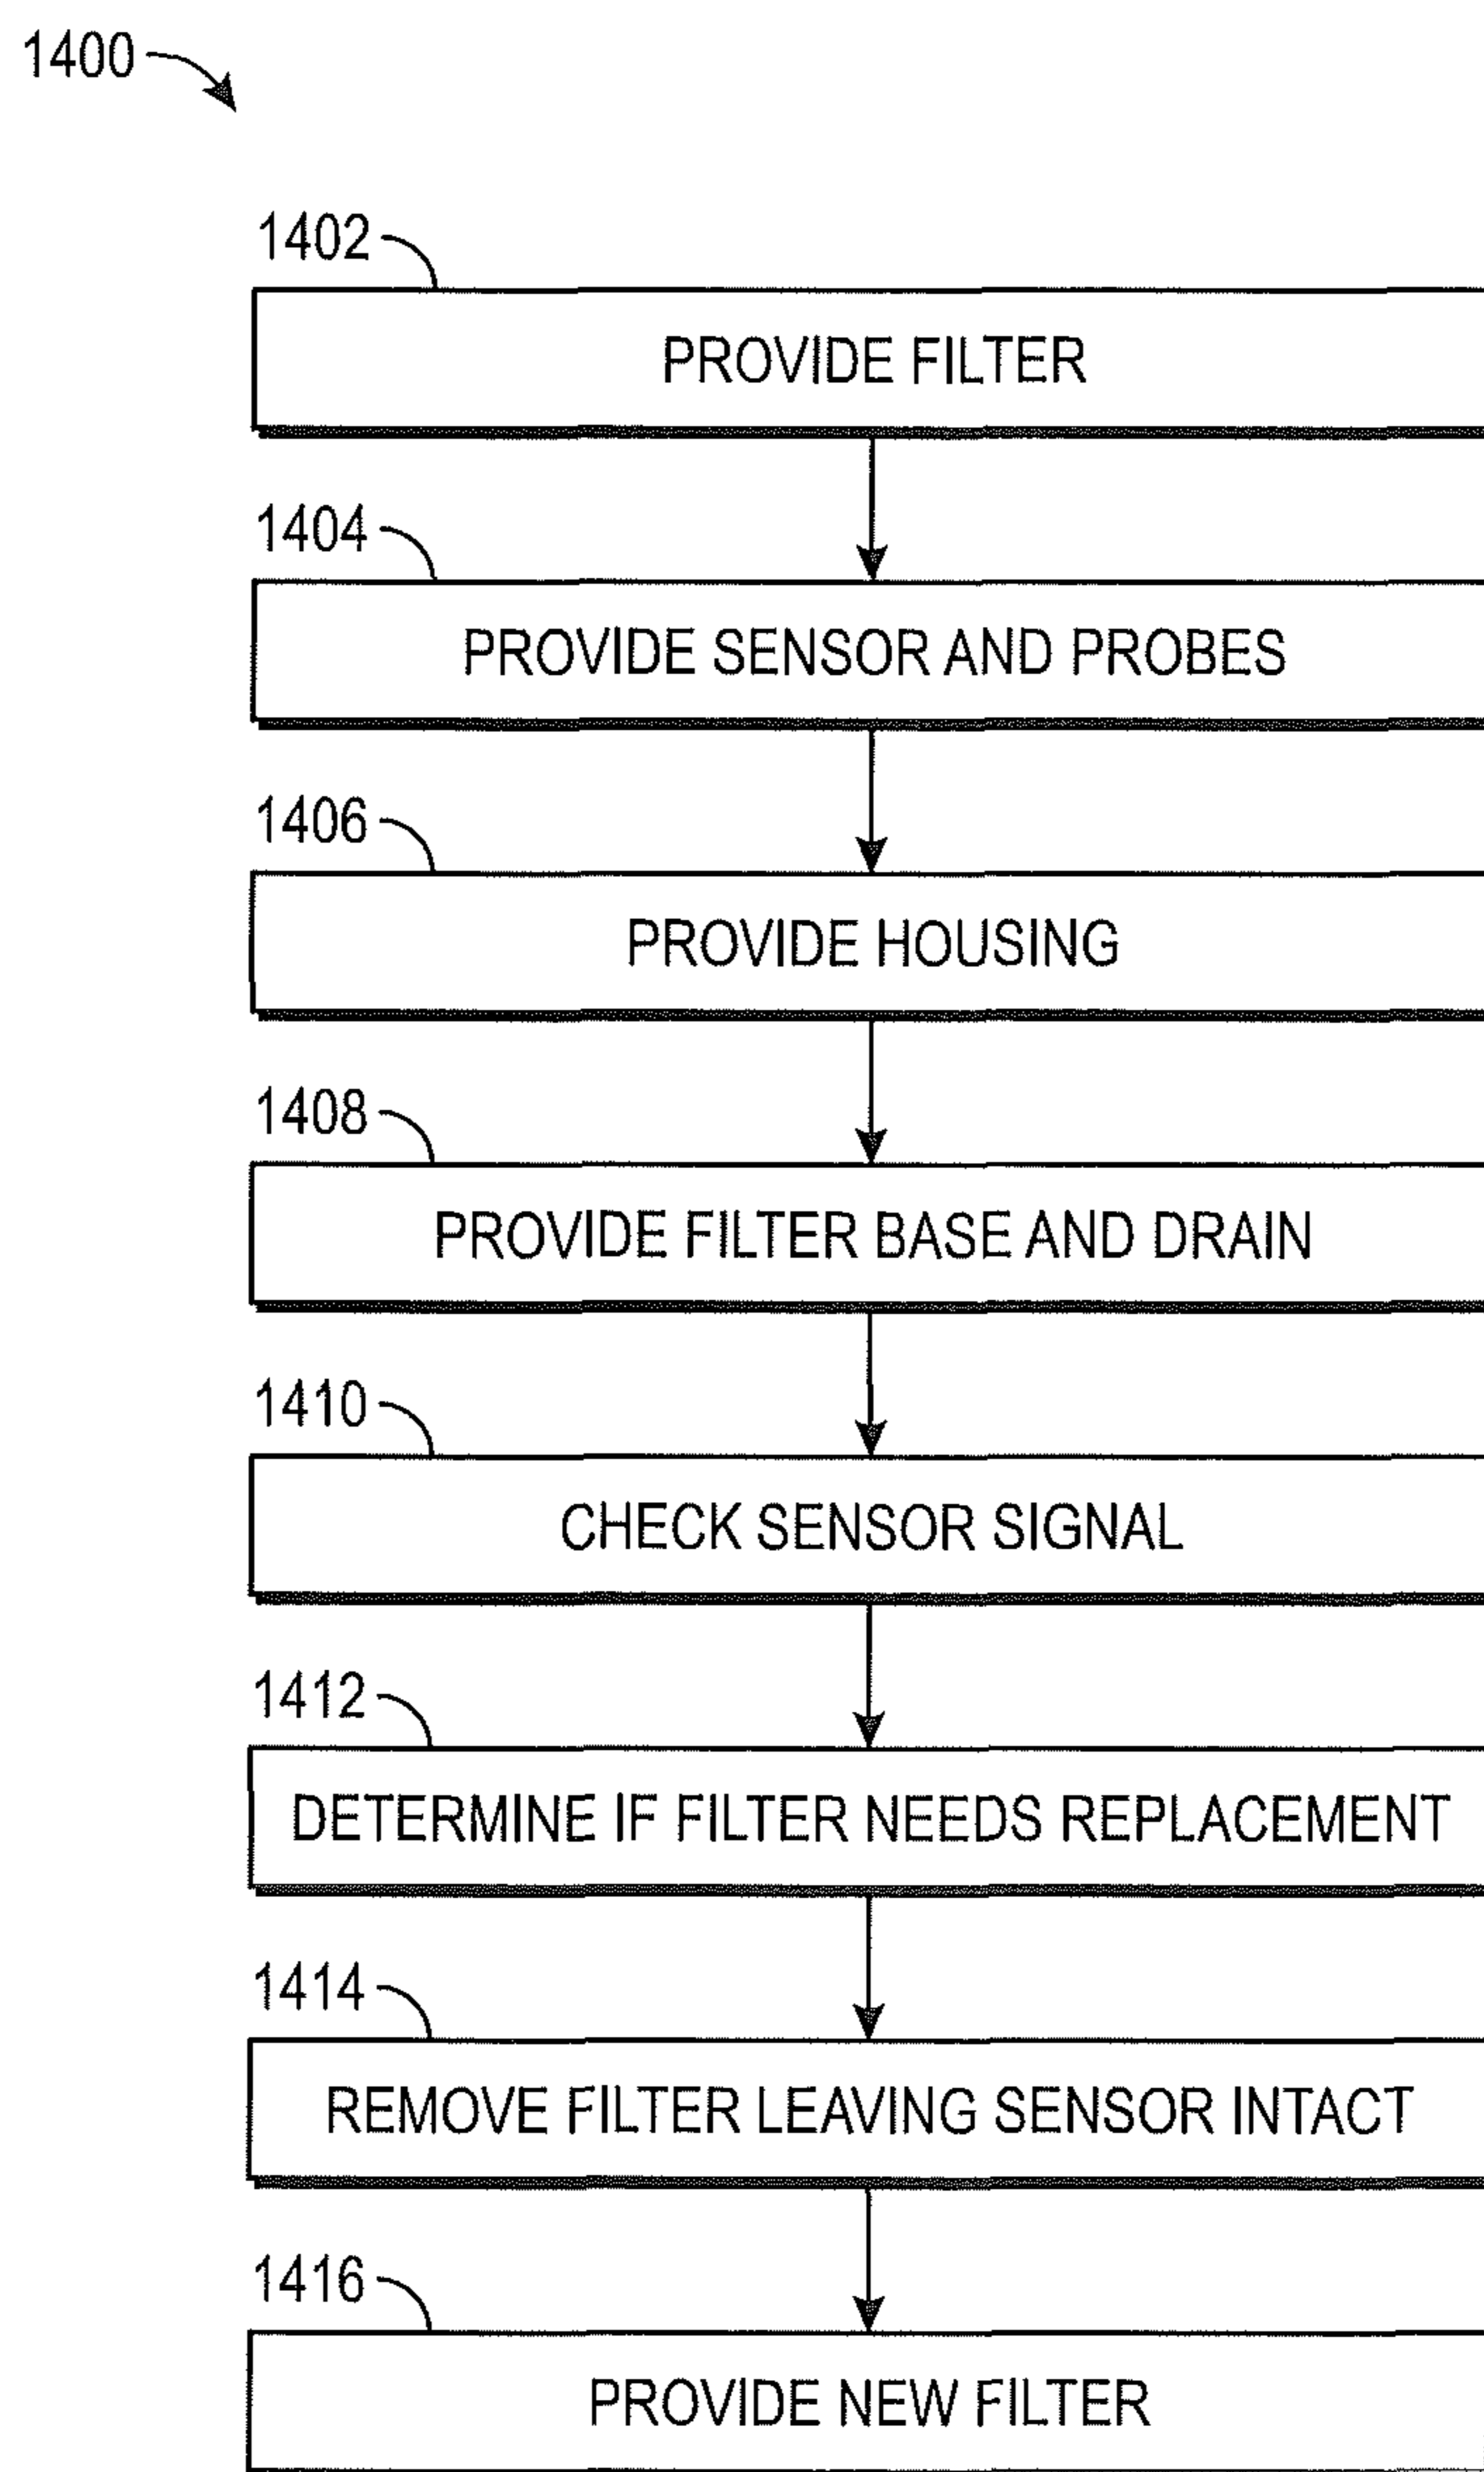 1400
1402
PROVIDE FILTER
1404
PROVIDE SENSOR AND PROBES
1406
PROVIDE HOUSING
1408
PROVIDE FILTER BASE AND DRAIN
1410
CHECK SENSOR SIGNAL
1412
DETERMINE IF FILTER NEEDS REPLACEMENT
1414
REMOVE FILTER LEAVING SENSOR INTACT
1416
PROVIDE NEW FILTER